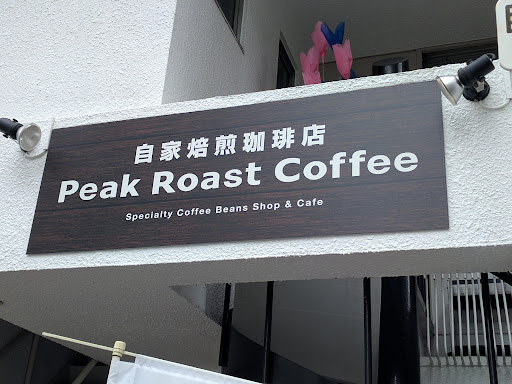 自家焙煎珈琲店
Peak Roast Coffee
Specialty Coffee Beans Shop & Cafe